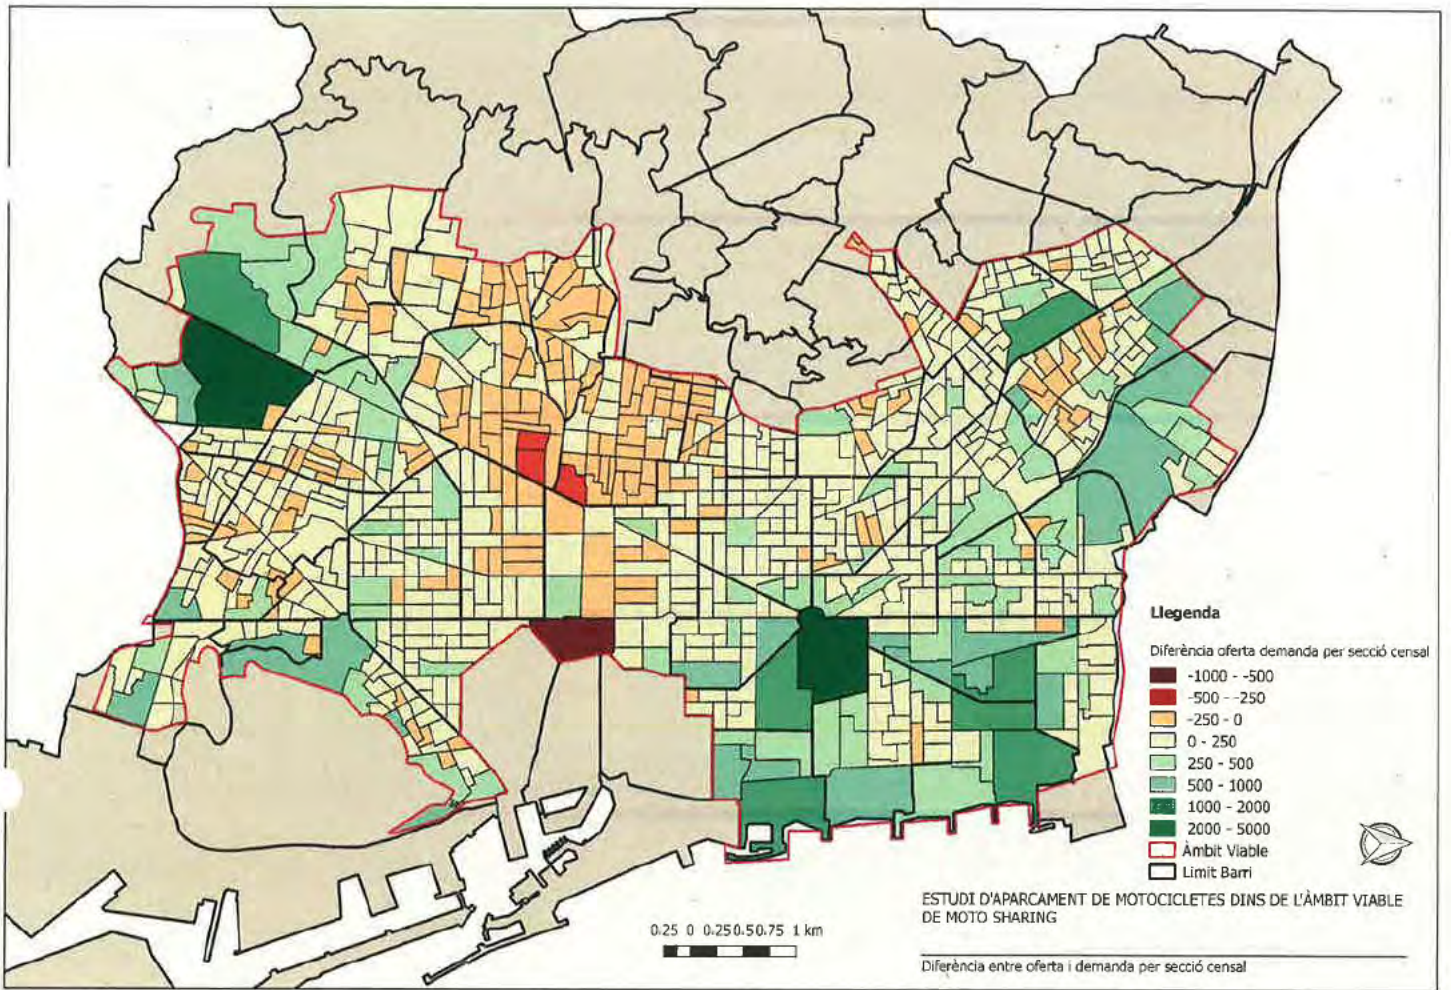 Llegenda
Diferència oferta demanda per secció censal
-1000 - -500
-500 - -250
-250 - 0
0 - 250
250 - 500
500 - 1000
1000 - 2000
2000 - 5000
Àmbit Viable
Limit Barri
0.25 0 0.25 0.5 0.75 1 km
ESTUDI D'APARCAMENT DE MOTOCICLETES DINS DE L'ÀMBIT VIABLE
DE MOTO SHARING
Diferència entre oferta i demanda per secció censal